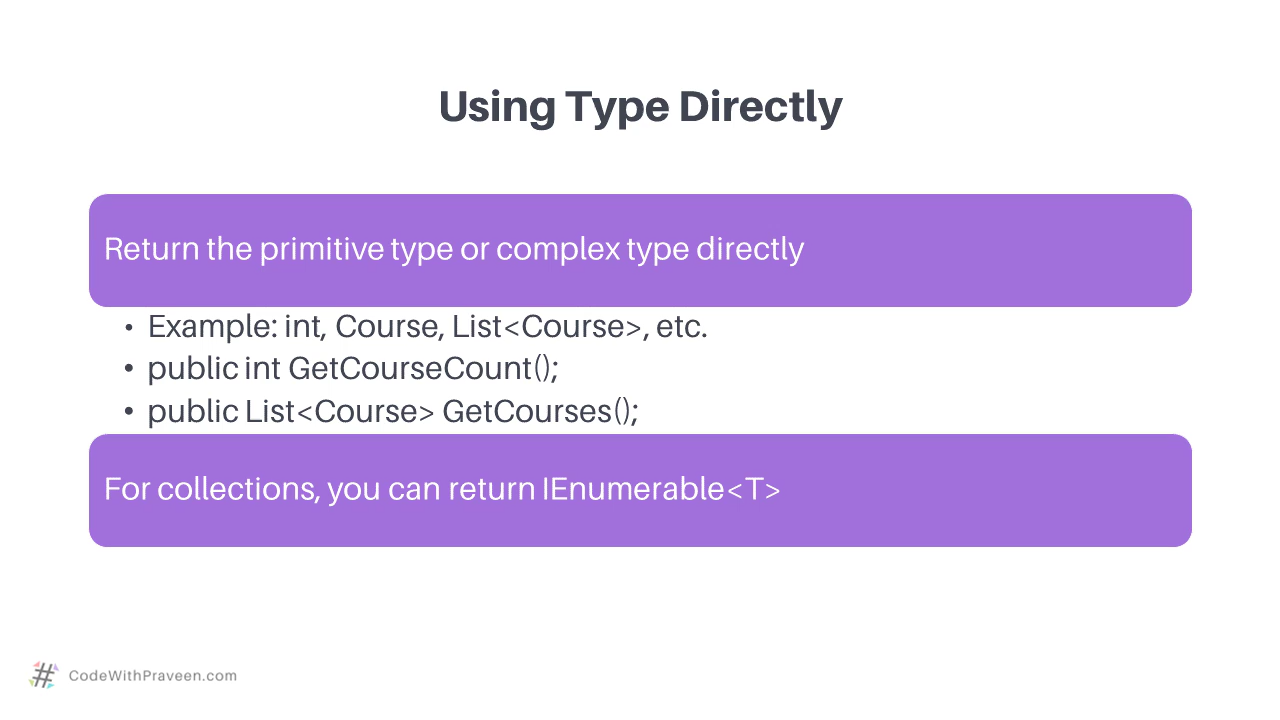 Using Type Directly
Return the primitive type or complex type directly
• Example: int, Course, List<Course>, etc.
• public int GetCourseCount();
• public List<Course> GetCourses();
For collections, you can return IEnumerable<T>
# CodeWithPraveen.com